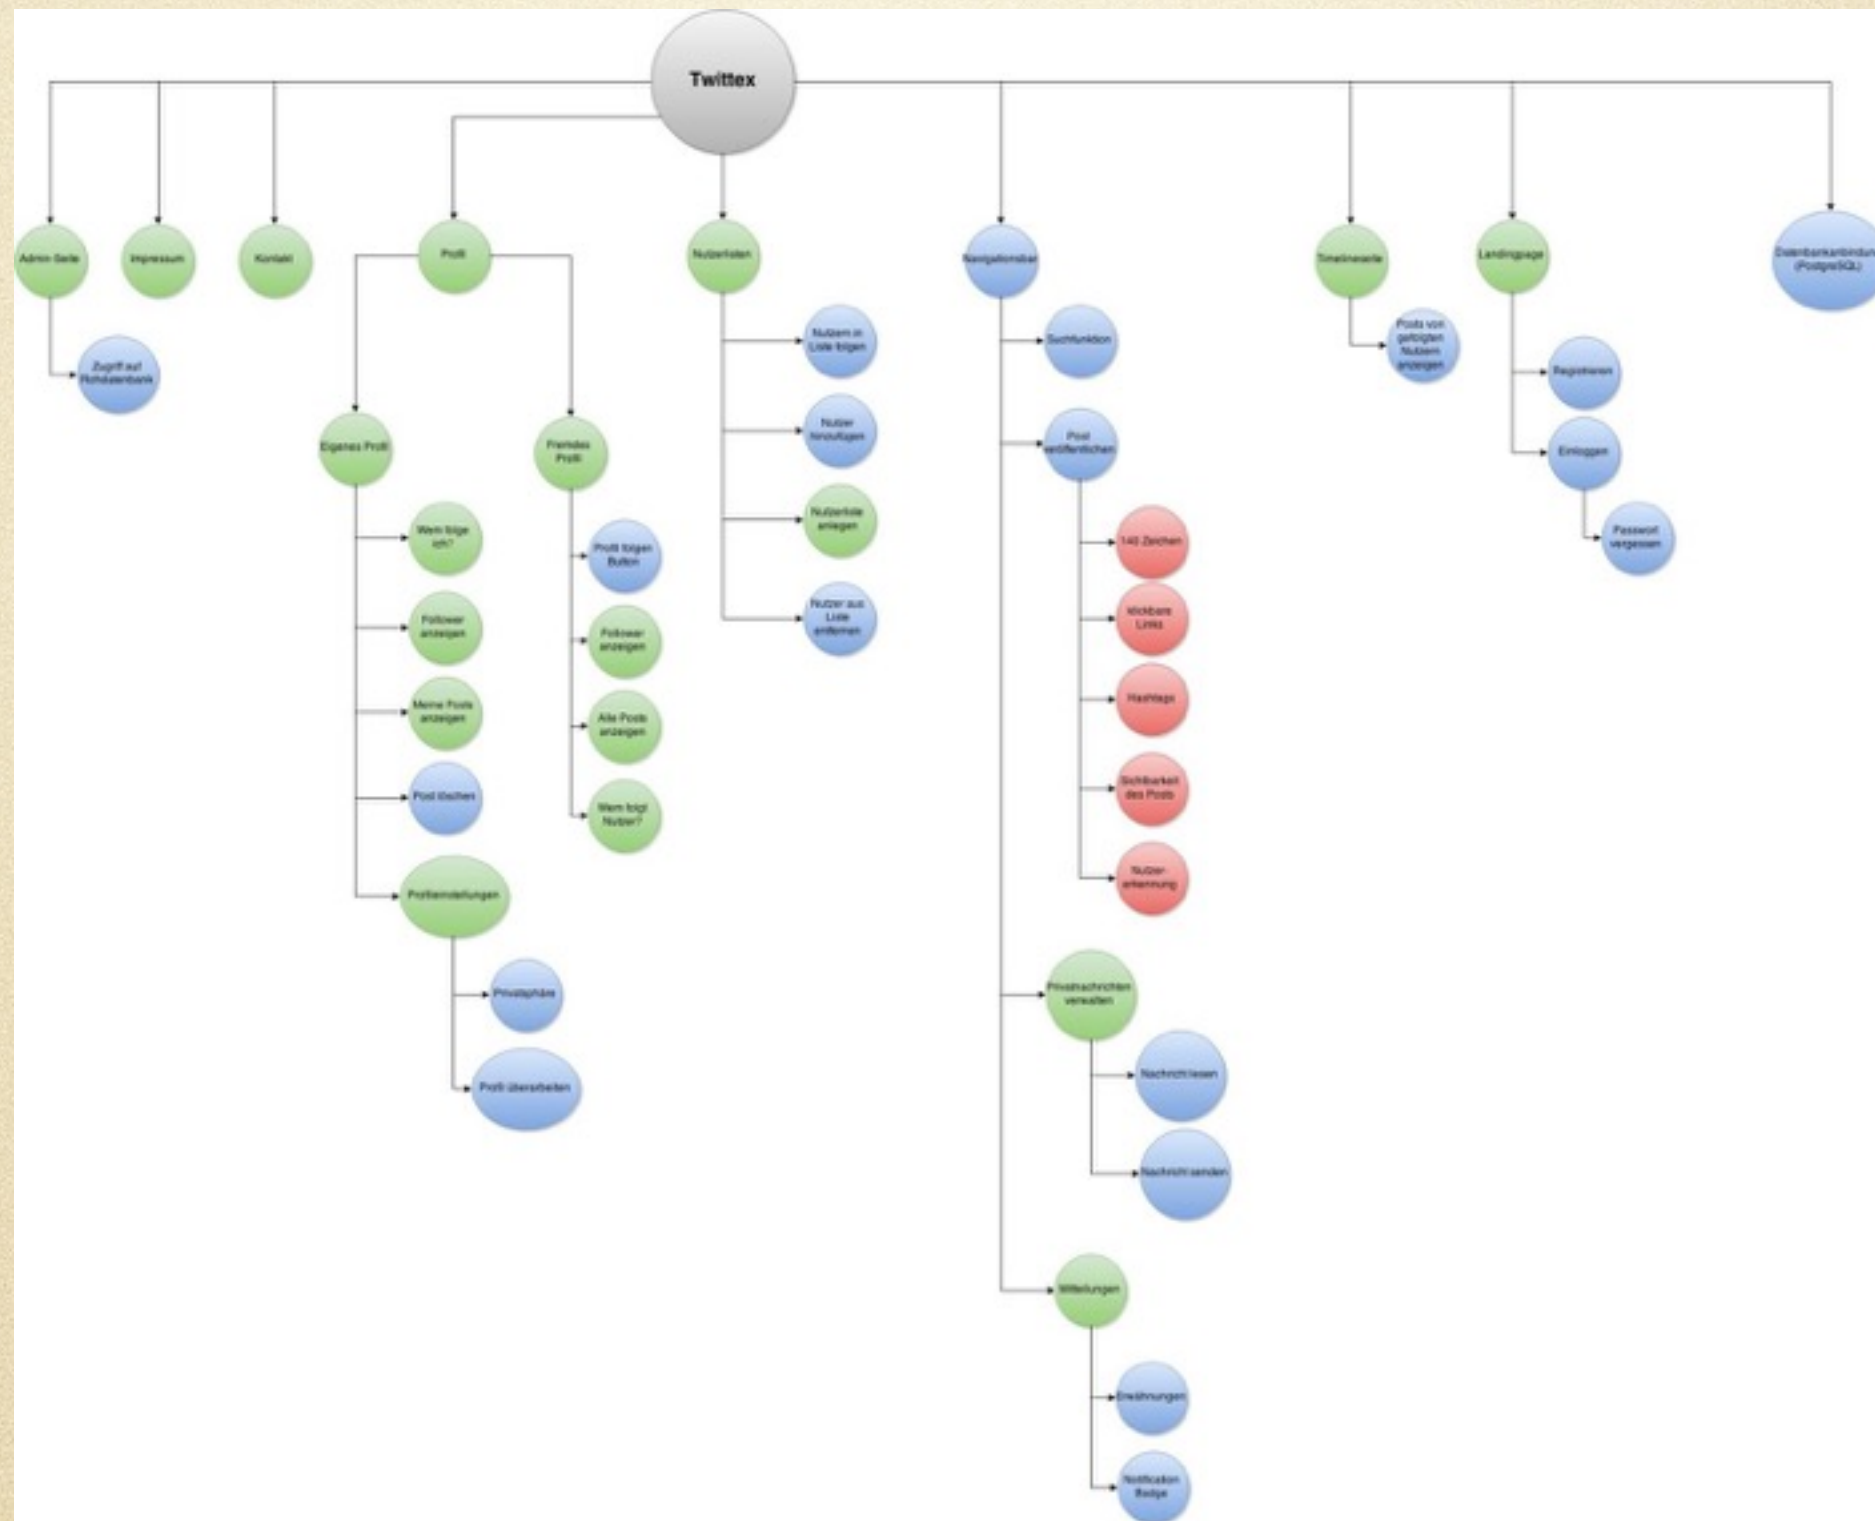 Twittex
Admin-Seite
Impressum
Kontakt
Profil
Nutzerlisten
Navigationsbar
Timelineseite
Landingpage
Datenbankanbindung
(PostgreSQL)
Zugriff auf
Rohdatenbank
Eigenes Profil
Wem folge
ich?
Follower
anzeigen
Meine Posts
anzeigen
Post löschen
Profileinstellungen
Privatsphäre
Profil überarbeiten
Fremdes
Profil
Profil folgen
Button
Follower
anzeigen
Alle Posts
anzeigen
Wem folgt
Nutzer?
Nutzern in
Liste folgen
Nutzer
hinzufügen
Nutzerliste
anlegen
Nutzer aus
Liste
entfernen
Suchfunktion
Post
veröffentlichen
140 Zeichen
klickbare
Links
Hashtags
Sichtbarkeit
des Posts
Nutzer-
erkennung
Privatnachrichten
verwalten
Nachricht lesen
Nachricht senden
Mitteilungen
Erwähnungen
Notification
Badge
Posts von
gefolgten
Nutzern
anzeigen
Registrieren
Einloggen
Passwort
vergessen